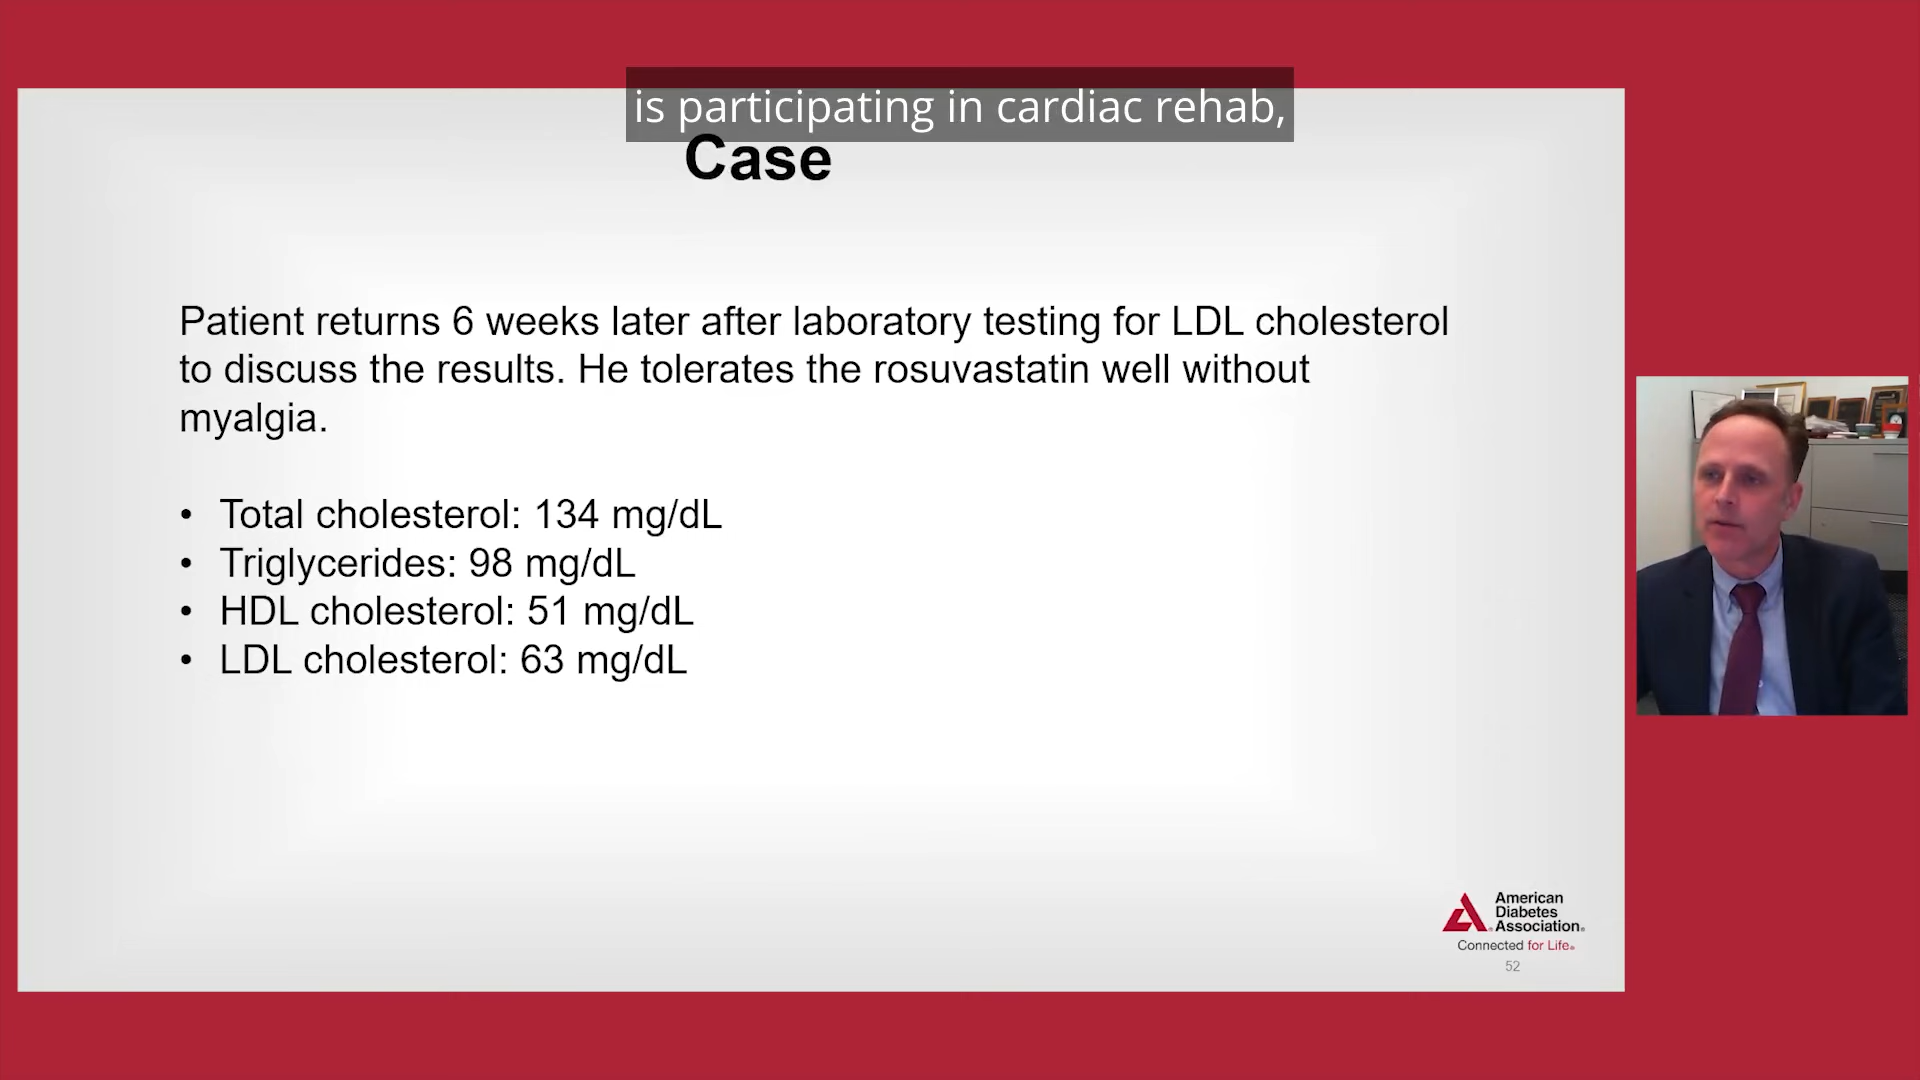 is participating in cardiac rehab,
Case
Patient returns 6 weeks later after laboratory testing for LDL cholesterol
to discuss the results. He tolerates the rosuvastatin well without
myalgia.
• Total cholesterol: 134 mg/dL
• Triglycerides: 98 mg/dL
• HDL cholesterol: 51 mg/dL
• LDL cholesterol: 63 mg/dL
American
Diabetes
Association®
Connected for Life®
52